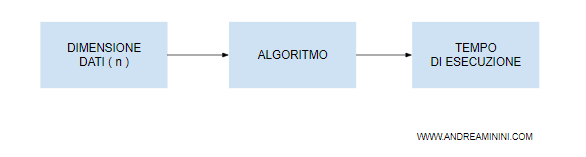 DIMENSIONE
DATI ( n )
ALGORITMO
TEMPO
DI ESECUZIONE
WWW.ANDREAMININI.COM